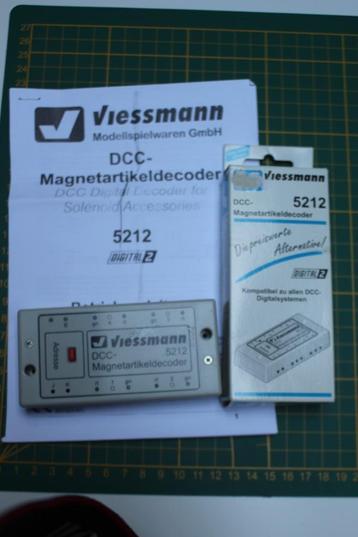 Viessmann
Modellspielwaren GmbH
DCC-
Magnetartikeldecoder
DCC Digital Decoder for
Solenoid Accessories
5212
DIGITAL 2
Viessmann
DCC- 5212
Magnetartikeldecoder
Die preiswerte
Alternative!
DIGITAL 2
Kompatibel zu allen DCC-
Digitalsystemen
Adresse
Viessmann
DCC- 5212
Magnetartikeldecoder